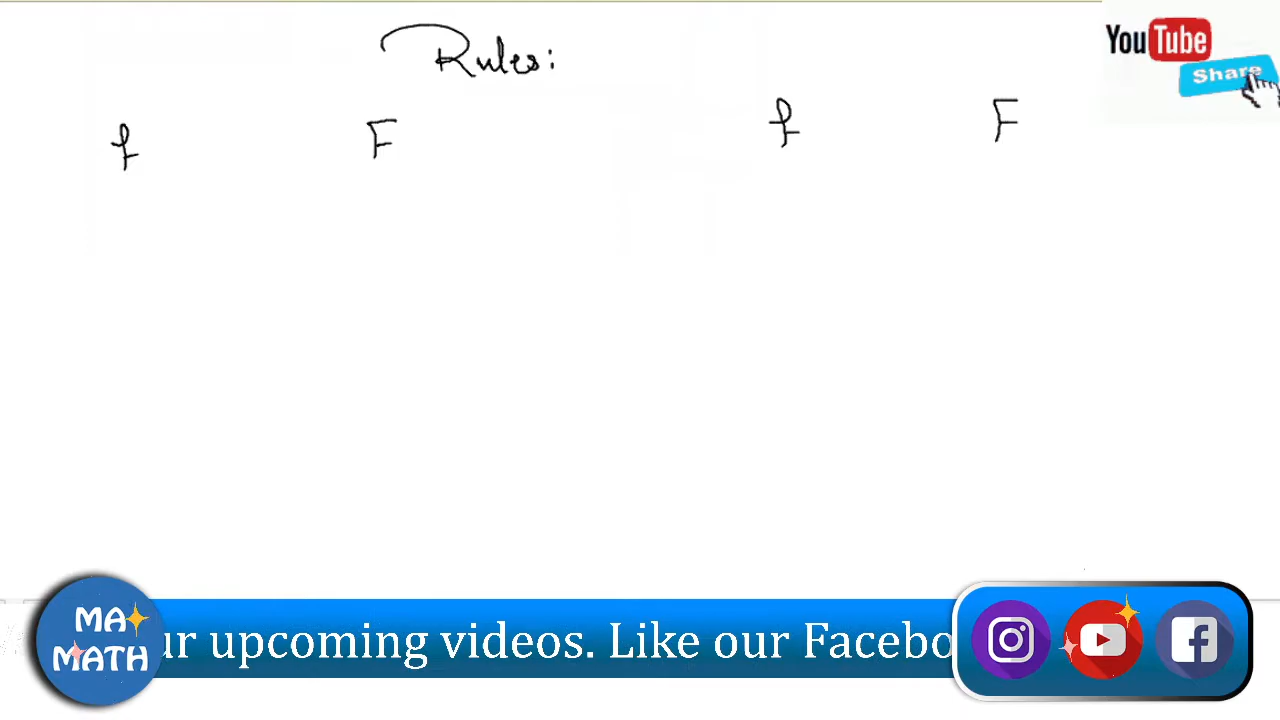 YouTube
Share
Rules:
f F f F
MA
MATH
ur upcoming videos. Like our Facebo